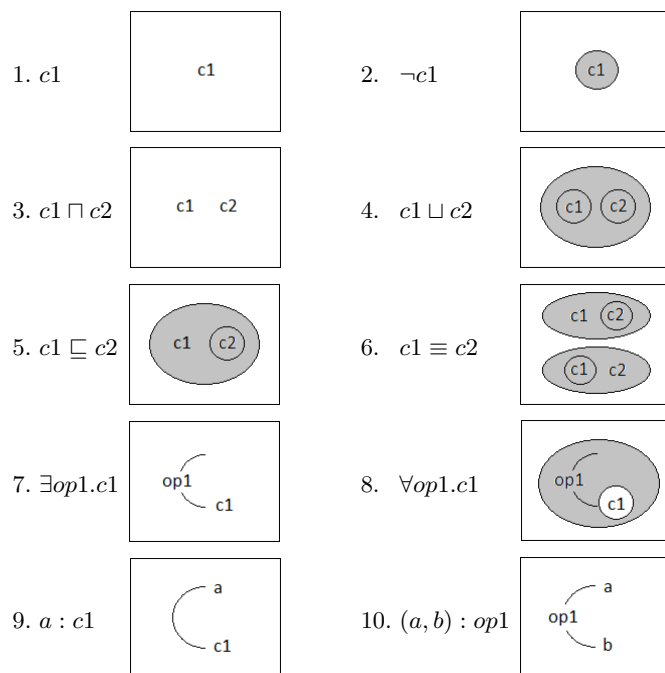 1. c1
c1
2. ¬c1
c1
3. c1 ⊓ c2
c1 c2
4. c1 ⊔ c2
c1 c2
5. c1 ⊑ c2
c1 c2
6. c1 ≡ c2
c1 c2
c1 c2
7. ∃op1.c1
op1
c1
8. ∀op1.c1
op1
c1
9. a : c1
a
c1
10. (a, b) : op1
a
op1
b